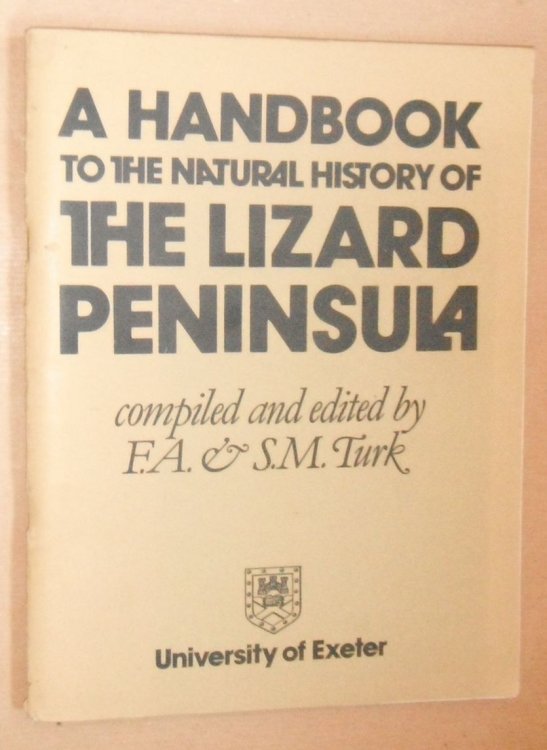 A HANDBOOK
TO THE NATURAL HISTORY OF
THE LIZARD
PENINSULA
compiled and edited by
F.A. & S.M. Turk
University of Exeter